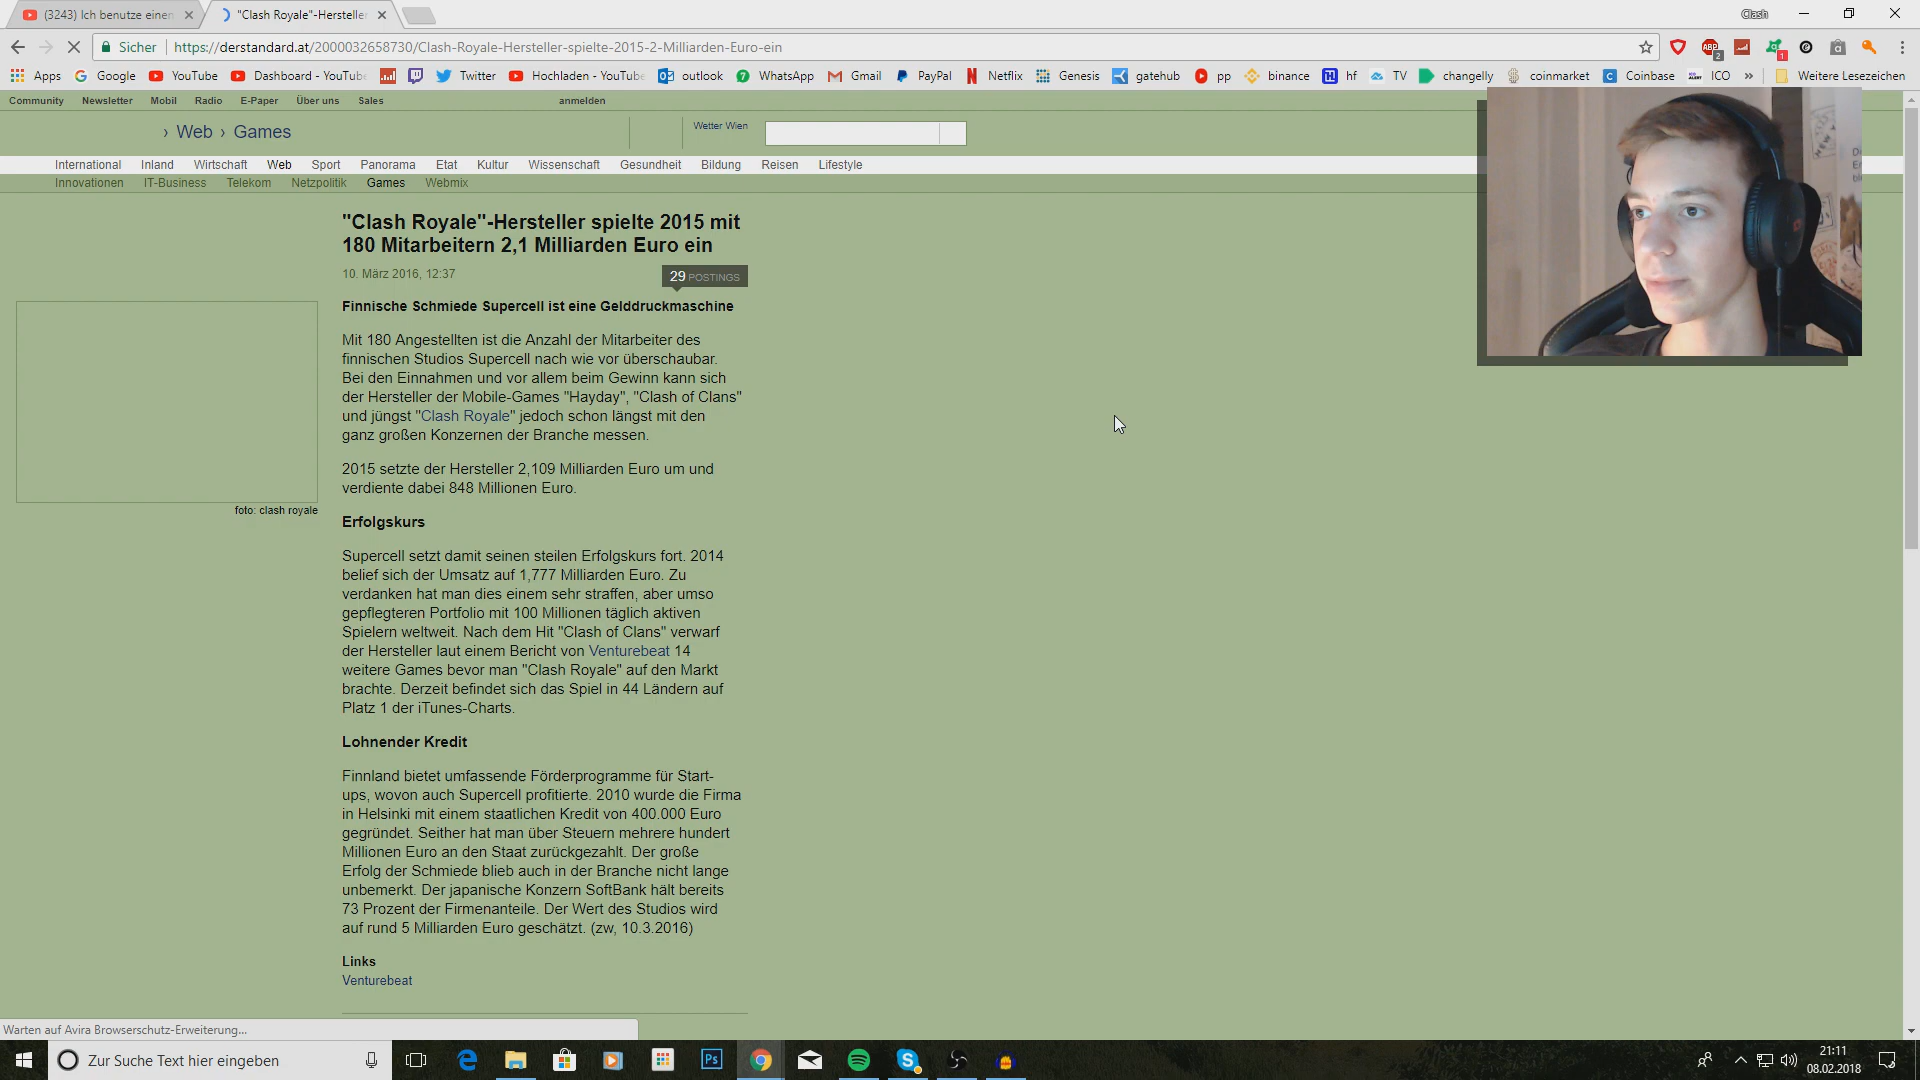 (3243) Ich benutze einen
"Clash Royale"-Hersteller
Clash
Sicher
https://derstandard.at/2000032658730/Clash-Royale-Hersteller-spielte-2015-2-Milliarden-Euro-ein
Apps Google YouTube Dashboard - YouTube Twitter Hochladen - YouTube outlook WhatsApp Gmail PayPal Netflix Genesis gatehub pp binance hf TV changelly coinmarket Coinbase ICO » Weitere Lesezeichen
Community Newsletter Mobil Radio E-Paper Über uns Sales anmelden
› Web › Games
Wetter Wien
International Inland Wirtschaft Web Sport Panorama Etat Kultur Wissenschaft Gesundheit Bildung Reisen Lifestyle
Innovationen IT-Business Telekom Netzpolitik Games Webmix
"Clash Royale"-Hersteller spielte 2015 mit
180 Mitarbeitern 2,1 Milliarden Euro ein
10. März 2016, 12:37
29 POSTINGS
Finnische Schmiede Supercell ist eine Gelddruckmaschine
Mit 180 Angestellten ist die Anzahl der Mitarbeiter des
finnischen Studios Supercell nach wie vor überschaubar.
Bei den Einnahmen und vor allem beim Gewinn kann sich
der Hersteller der Mobile-Games "Hayday", "Clash of Clans"
und jüngst "Clash Royale" jedoch schon längst mit den
ganz großen Konzernen der Branche messen.
2015 setzte der Hersteller 2,109 Milliarden Euro um und
verdiente dabei 848 Millionen Euro.
foto: clash royale
Erfolgskurs
Supercell setzt damit seinen steilen Erfolgskurs fort. 2014
belief sich der Umsatz auf 1,777 Milliarden Euro. Zu
verdanken hat man dies einem sehr straffen, aber umso
gepflegteren Portfolio mit 100 Millionen täglich aktiven
Spielern weltweit. Nach dem Hit "Clash of Clans" verwarf
der Hersteller laut einem Bericht von Venturebeat 14
weitere Games bevor man "Clash Royale" auf den Markt
brachte. Derzeit befindet sich das Spiel in 44 Ländern auf
Platz 1 der iTunes-Charts.
Lohnender Kredit
Finnland bietet umfassende Förderprogramme für Start-
ups, wovon auch Supercell profitierte. 2010 wurde die Firma
in Helsinki mit einem staatlichen Kredit von 400.000 Euro
gegründet. Seither hat man über Steuern mehrere hundert
Millionen Euro an den Staat zurückgezahlt. Der große
Erfolg der Schmiede blieb auch in der Branche nicht lange
unbemerkt. Der japanische Konzern SoftBank hält bereits
73 Prozent der Firmenanteile. Der Wert des Studios wird
auf rund 5 Milliarden Euro geschätzt. (zw, 10.3.2016)
Links
Venturebeat
Warten auf Avira Browserschutz-Erweiterung...
Zur Suche Text hier eingeben
21:11
08.02.2018